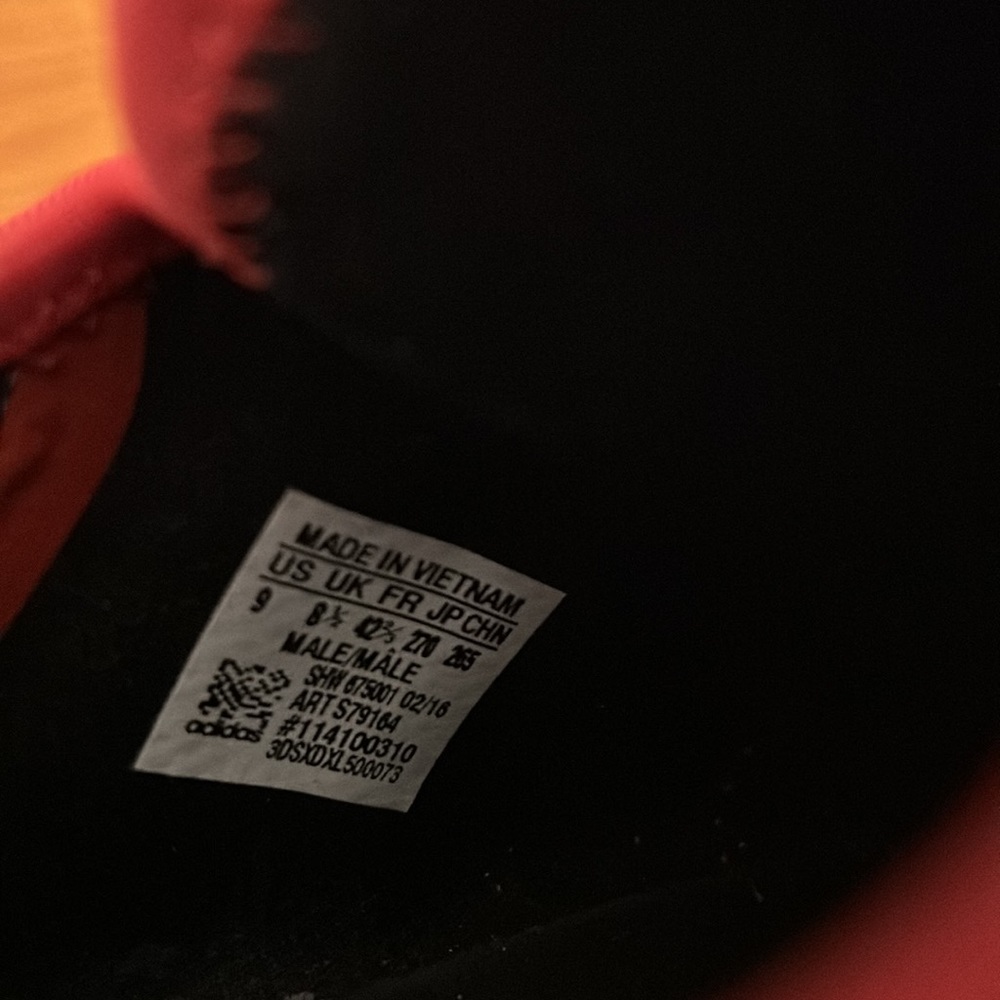 MADE IN VIETNAM
US UK FR JP CHN
9 8½ 42⅔ 270 265
MALE/MÂLE
SHW 675001 02/16
ART S79164
#114100310
3DSXDXL500073
adidas